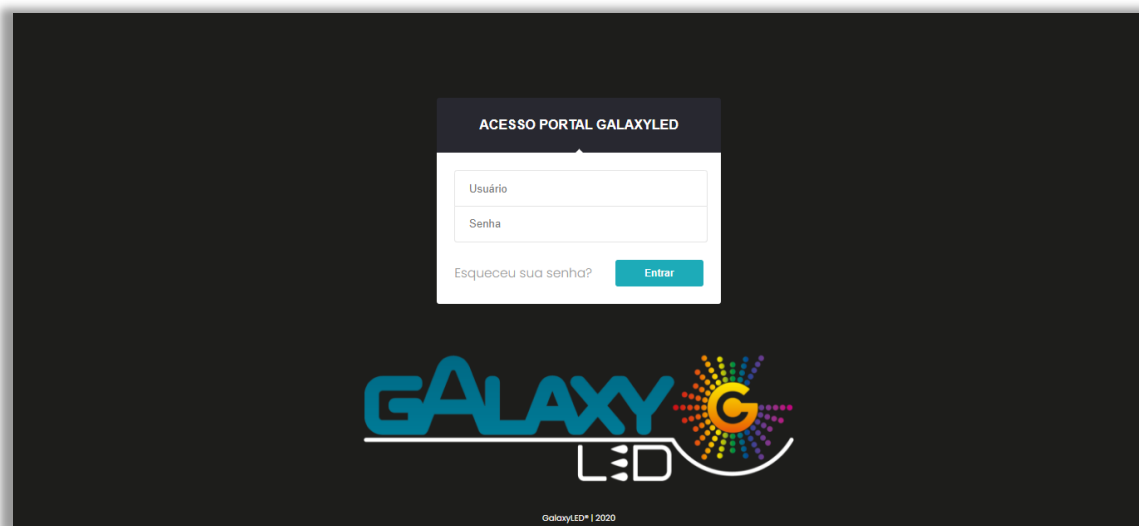 ACESSO PORTAL GALAXYLED
Usuário
Senha
Esqueceu sua senha?
Entrar
GALAXY G
LED
GalaxyLED® | 2020